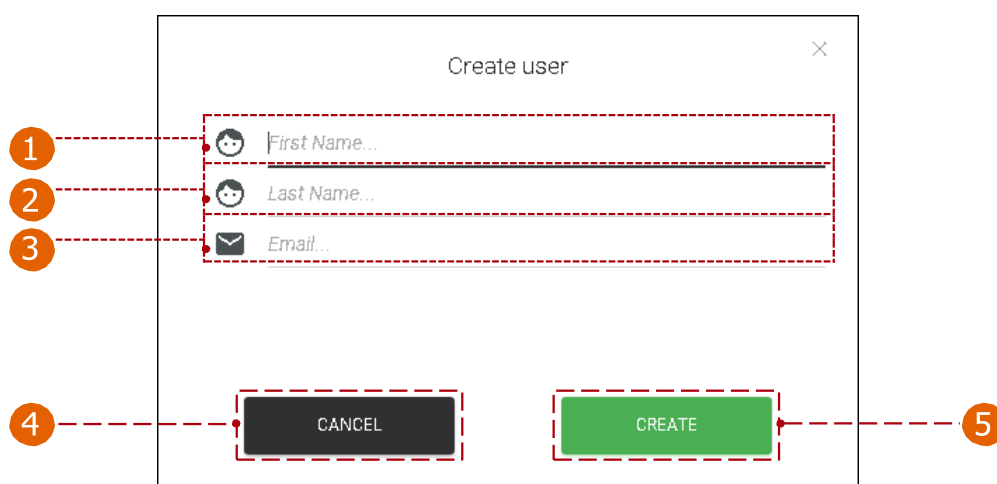 Create user
1
First Name...
2
Last Name...
3
Email...
4
CANCEL
CREATE
5